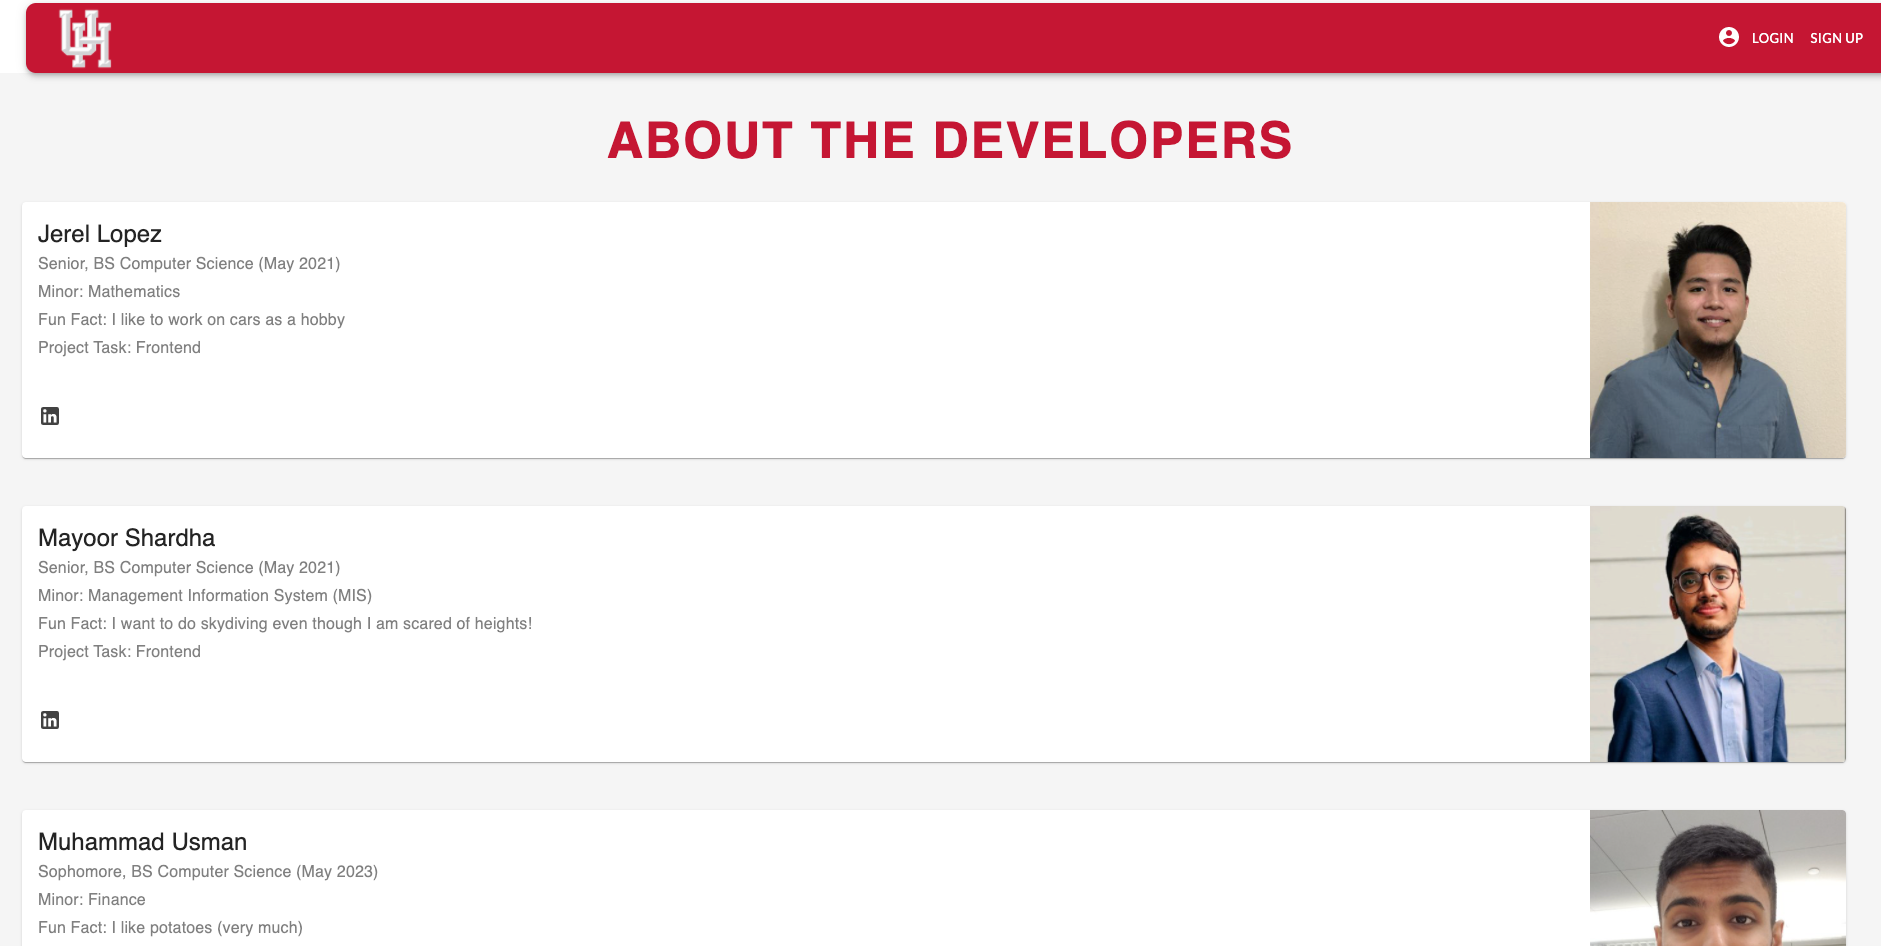 UH
LOGIN SIGN UP
ABOUT THE DEVELOPERS
Jerel Lopez
Senior, BS Computer Science (May 2021)
Minor: Mathematics
Fun Fact: I like to work on cars as a hobby
Project Task: Frontend
in
Mayoor Shardha
Senior, BS Computer Science (May 2021)
Minor: Management Information System (MIS)
Fun Fact: I want to do skydiving even though I am scared of heights!
Project Task: Frontend
in
Muhammad Usman
Sophomore, BS Computer Science (May 2023)
Minor: Finance
Fun Fact: I like potatoes (very much)